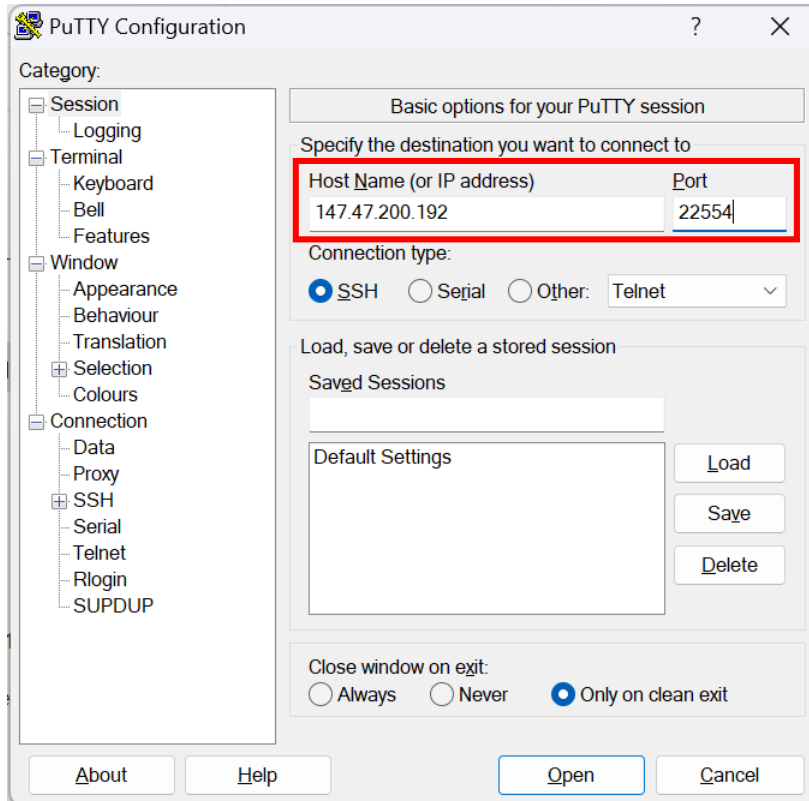 PuTTY Configuration
?
Category:
Session
Logging
Terminal
Keyboard
Bell
Features
Window
Appearance
Behaviour
Translation
Selection
Colours
Connection
Data
Proxy
SSH
Serial
Telnet
Rlogin
SUPDUP
Basic options for your PuTTY session
Specify the destination you want to connect to
Host Name (or IP address) Port
147.47.200.192 22554
Connection type:
SSH Serial Other: Telnet
Load, save or delete a stored session
Saved Sessions
Default Settings
Load
Save
Delete
Close window on exit:
Always Never Only on clean exit
About Help Open Cancel